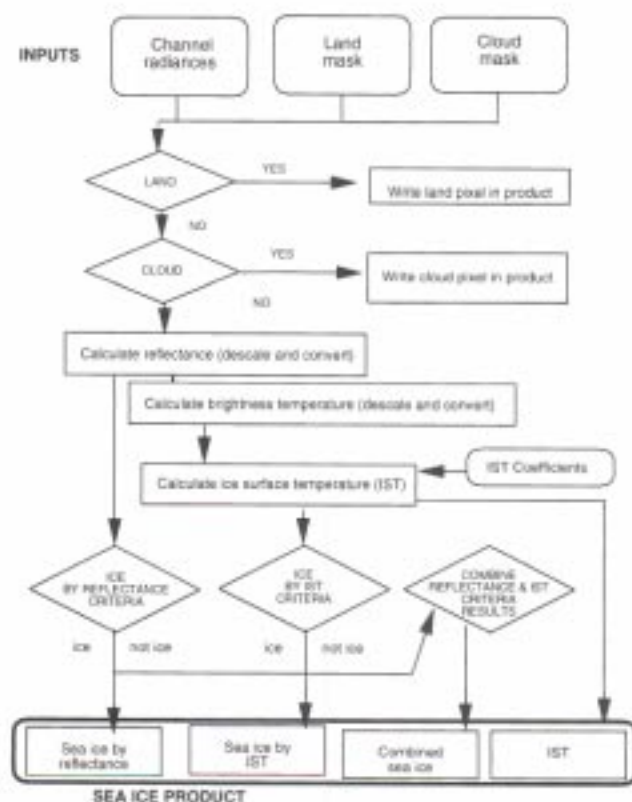 INPUTS
Channel
radiances
Land
mask
Cloud
mask
LAND
YES
Write land pixel in product
NO
CLOUD
YES
Write cloud pixel in product
NO
Calculate reflectance (descale and convert)
Calculate brightness temperature (descale and convert)
Calculate ice surface temperature (IST)
IST Coefficients
ICE
BY REFLECTANCE
CRITERIA
ICE
BY IST
CRITERIA
COMBINE
REFLECTANCE & IST
CRITERIA
RESULTS
ice
not ice
ice
not ice
Sea ice by
reflectance
Sea ice by
IST
Combined
sea ice
IST
SEA ICE PRODUCT